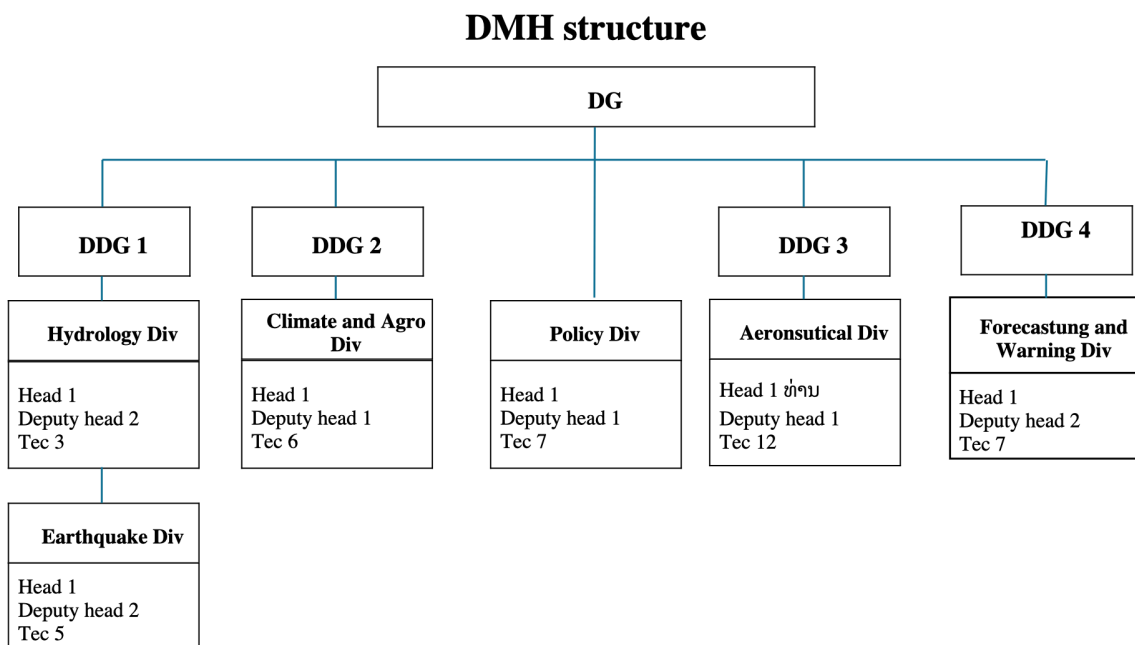 DMH structure
DG
DDG 1
DDG 2
DDG 3
DDG 4
Hydrology Div
Head 1
Deputy head 2
Tec 3
Climate and Agro
Div
Head 1
Deputy head 1
Tec 6
Policy Div
Head 1
Deputy head 1
Tec 7
Aeronsutical Div
Head 1 ທ່ານ
Deputy head 1
Tec 12
Forecastung and
Warning Div
Head 1
Deputy head 2
Tec 7
Earthquake Div
Head 1
Deputy head 2
Tec 5